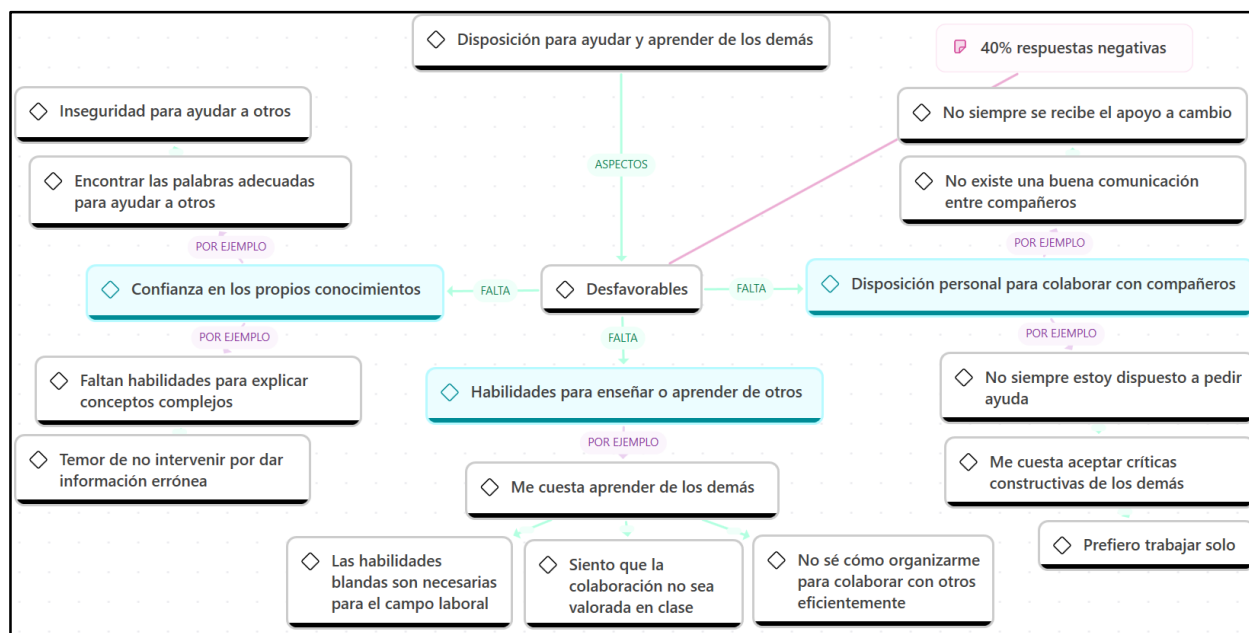 Disposición para ayudar y aprender de los demás
40% respuestas negativas
Inseguridad para ayudar a otros
No siempre se recibe el apoyo a cambio
ASPECTOS
Encontrar las palabras adecuadas
para ayudar a otros
No existe una buena comunicación
entre compañeros
POR EJEMPLO
POR EJEMPLO
Confianza en los propios conocimientos
FALTA
Desfavorables
FALTA
Disposición personal para colaborar con compañeros
POR EJEMPLO
FALTA
POR EJEMPLO
Faltan habilidades para explicar
conceptos complejos
Habilidades para enseñar o aprender de otros
No siempre estoy dispuesto a pedir
ayuda
POR EJEMPLO
Temor de no intervenir por dar
información errónea
Me cuesta aprender de los demás
Me cuesta aceptar críticas
constructivas de los demás
Las habilidades
blandas son necesarias
para el campo laboral
Siento que la
colaboración no sea
valorada en clase
No sé cómo organizarme
para colaborar con otros
eficientemente
Prefiero trabajar solo